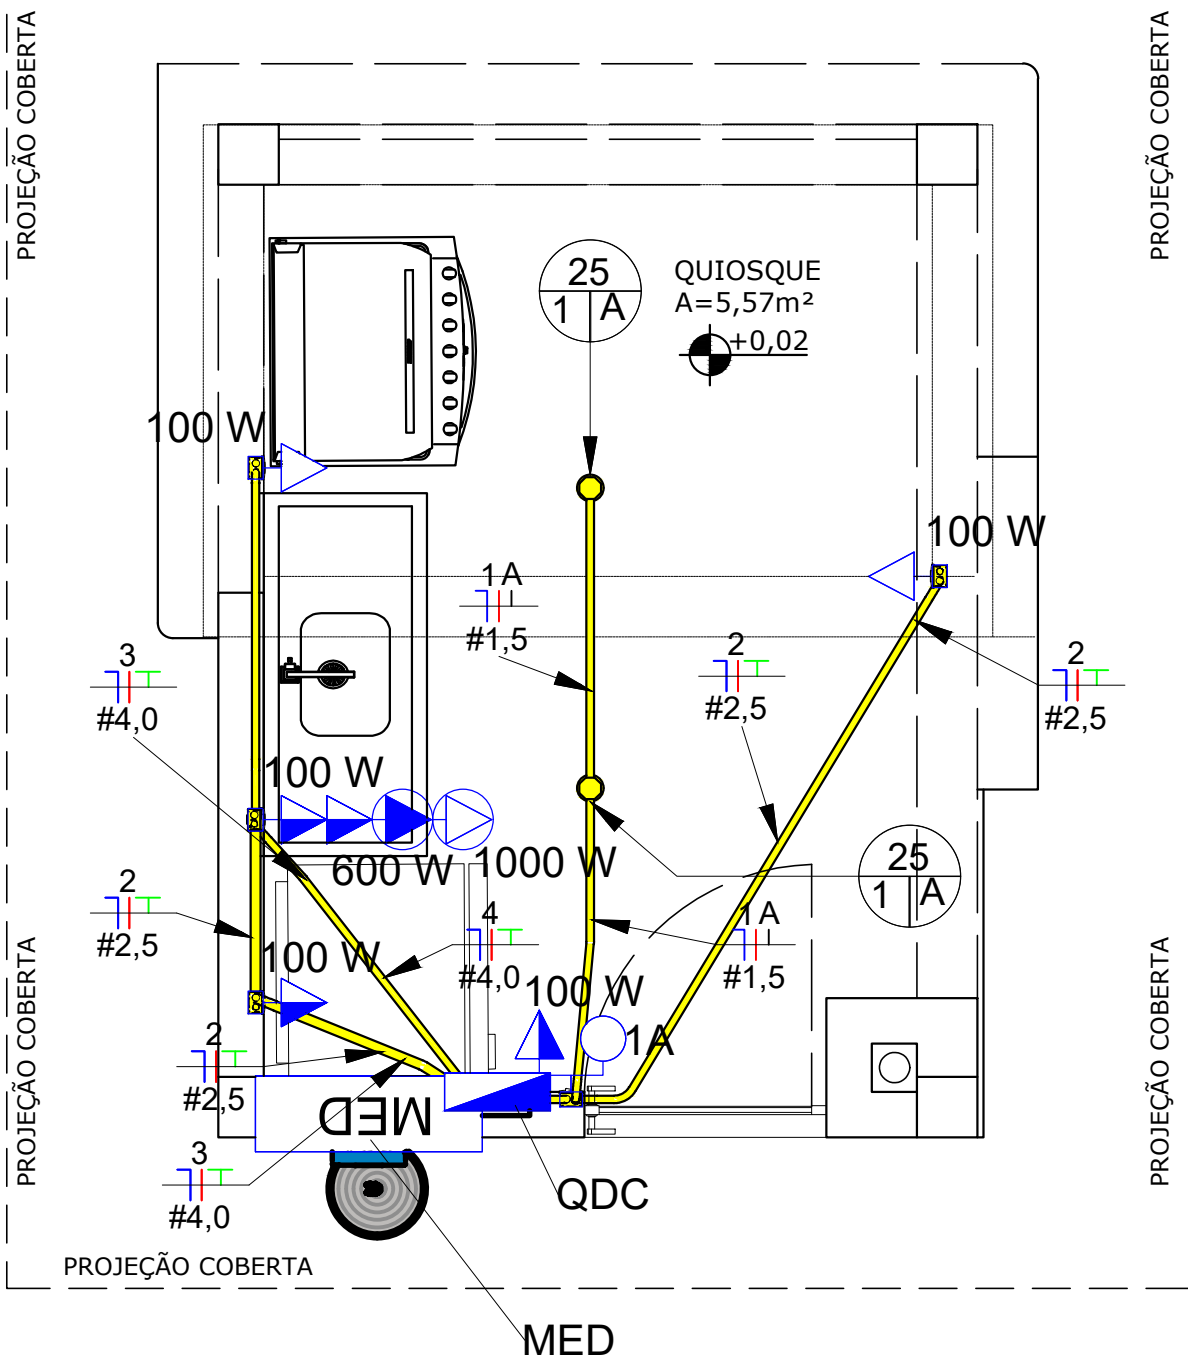 PROJEÇÃO COBERTA
PROJEÇÃO COBERTA
25
1 A
QUIOSQUE
A=5,57m²
+0,02
100 W
100 W
1 A
#1,5
2
#2,5
2
#2,5
3
#4,0
100 W
600 W
1000 W
25
1 A
2
#2,5
100 W
4
#4,0
1 A
#1,5
100 W
1A
2
#2,5
MED
3
#4,0
QDC
PROJEÇÃO COBERTA
PROJEÇÃO COBERTA
PROJEÇÃO COBERTA
MED